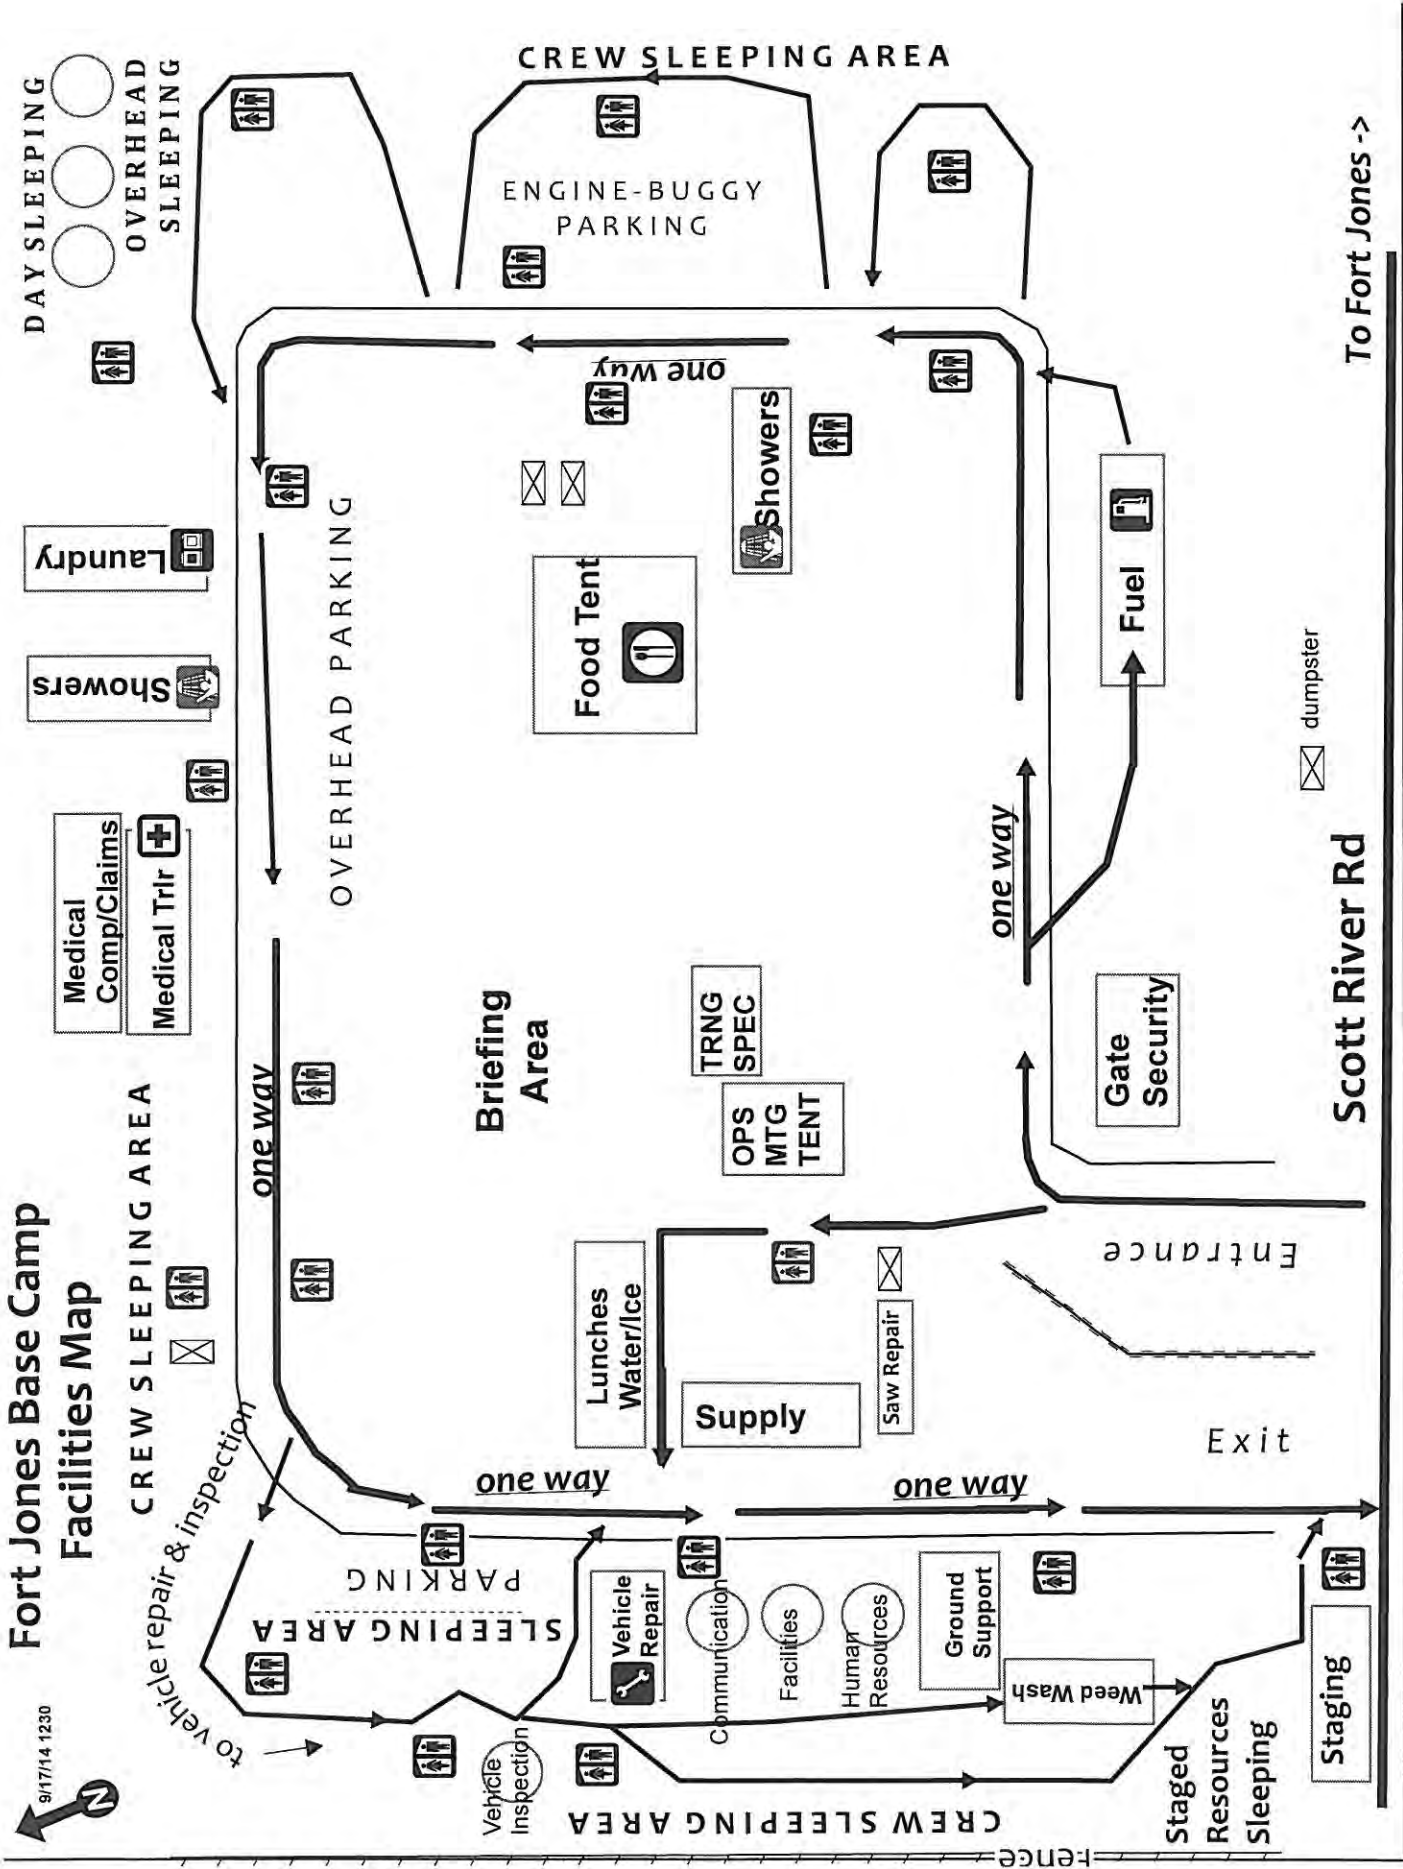 Fort Jones Base Camp
Facilities Map
9/17/14 1230
N
DAY SLEEPING
OVERHEAD
SLEEPING
CREW SLEEPING AREA
ENGINE-BUGGY
PARKING
To Fort Jones ->
Laundry
Showers
Medical
Comp/Claims
Medical Trlr
CREW SLEEPING AREA
to vehicle repair & inspection
one way
OVERHEAD PARKING
one way
Showers
Food Tent
Fuel
dumpster
one way
Briefing
Area
TRNG
SPEC
OPS
MTG
TENT
Gate
Security
Scott River Rd
Entrance
Lunches
Water/Ice
Supply
Saw Repair
Exit
one way
one way
PARKING
SLEEPING AREA
Vehicle
Repair
Communication
Facilities
Human
Resources
Ground
Support
Weed Wash
Vehicle
Inspection
CREW SLEEPING AREA
Staged
Resources
Sleeping
Staging
Fence